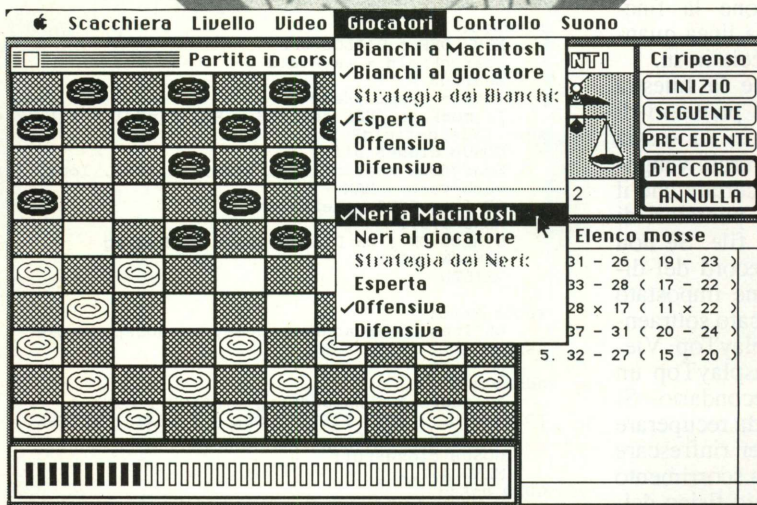 Scacchiera Livello Video Giocatori Controllo Suono
Partita in corso
Bianchi a Macintosh
✓Bianchi al giocatore
Strategia dei Bianchi:
✓Esperta
Offensiva
Difensiva
✓Neri a Macintosh
Neri al giocatore
Strategia dei Neri:
Esperta
✓Offensiva
Difensiva
NTI
2
Ci ripenso
INIZIO
SEGUENTE
PRECEDENTE
D'ACCORDO
ANNULLA
Elenco mosse
31 - 26 ( 19 - 23 )
33 - 28 ( 17 - 22 )
28 × 17 ( 11 × 22 )
37 - 31 ( 20 - 24 )
5. 32 - 27 ( 15 - 20 )